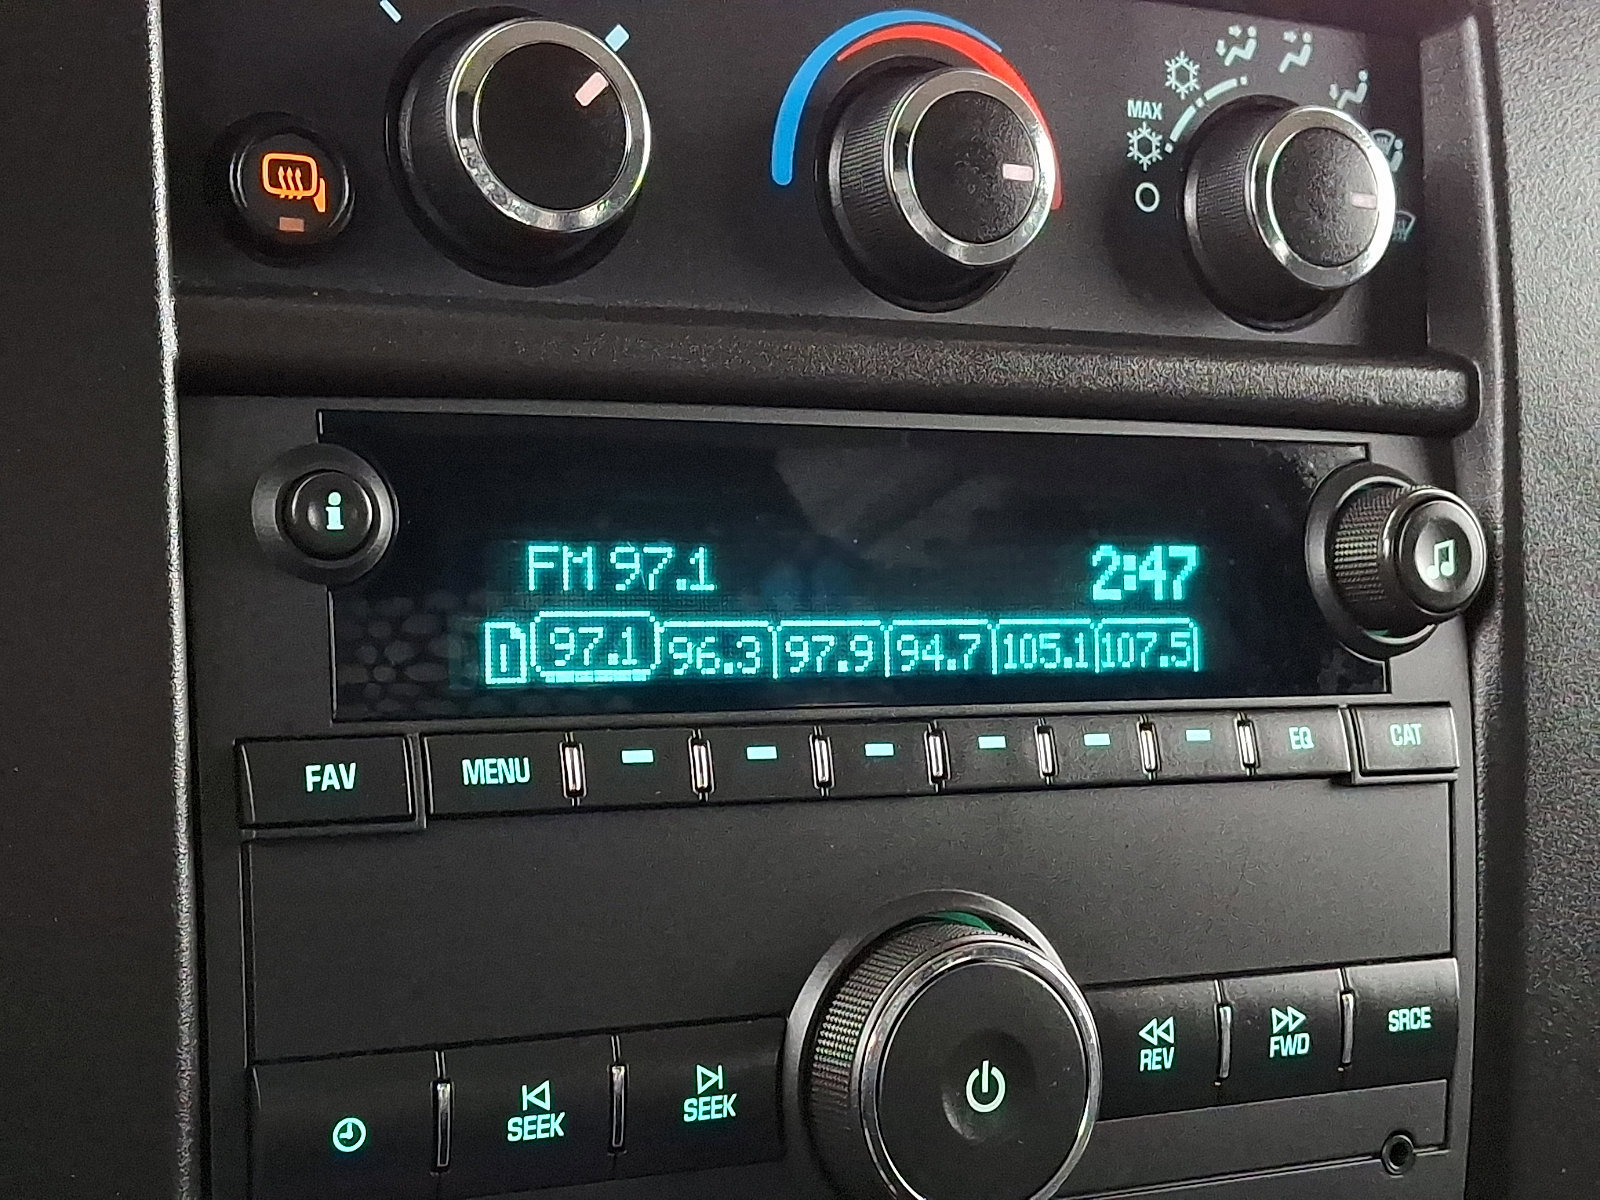 MAX
i
FM 97.1 2:47
1 97.1 96.3 97.9 94.7 105.1 107.5
FAV MENU EQ CAT
SEEK SEEK REV FWD SRCE